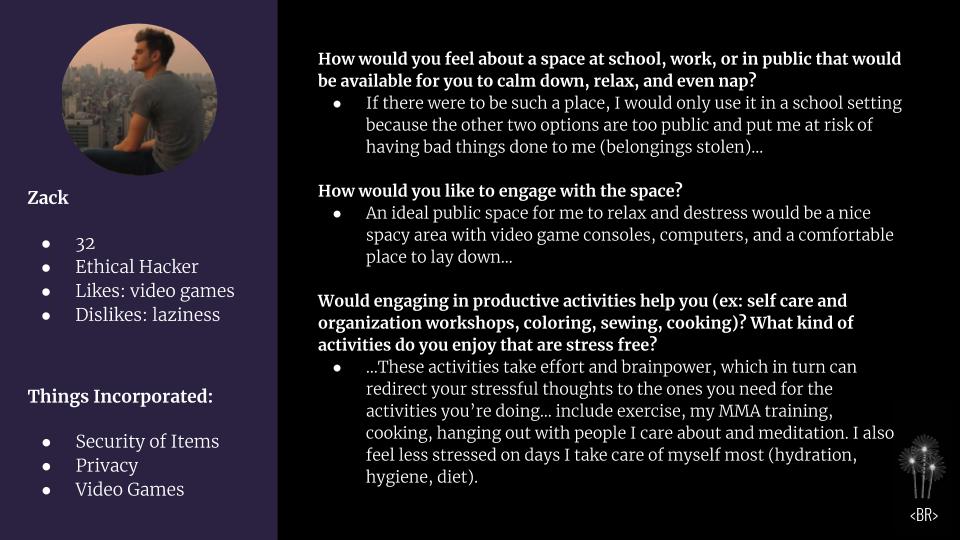 Zack
● 32
● Ethical Hacker
● Likes: video games
● Dislikes: laziness
Things Incorporated:
● Security of Items
● Privacy
● Video Games
How would you feel about a space at school, work, or in public that would
be available for you to calm down, relax, and even nap?
● If there were to be such a place, I would only use it in a school setting
because the other two options are too public and put me at risk of
having bad things done to me (belongings stolen)...
How would you like to engage with the space?
● An ideal public space for me to relax and destress would be a nice
spacy area with video game consoles, computers, and a comfortable
place to lay down...
Would engaging in productive activities help you (ex: self care and
organization workshops, coloring, sewing, cooking)? What kind of
activities do you enjoy that are stress free?
● ...These activities take effort and brainpower, which in turn can
redirect your stressful thoughts to the ones you need for the
activities you're doing... include exercise, my MMA training,
cooking, hanging out with people I care about and meditation. I also
feel less stressed on days I take care of myself most (hydration,
hygiene, diet).
<BR>